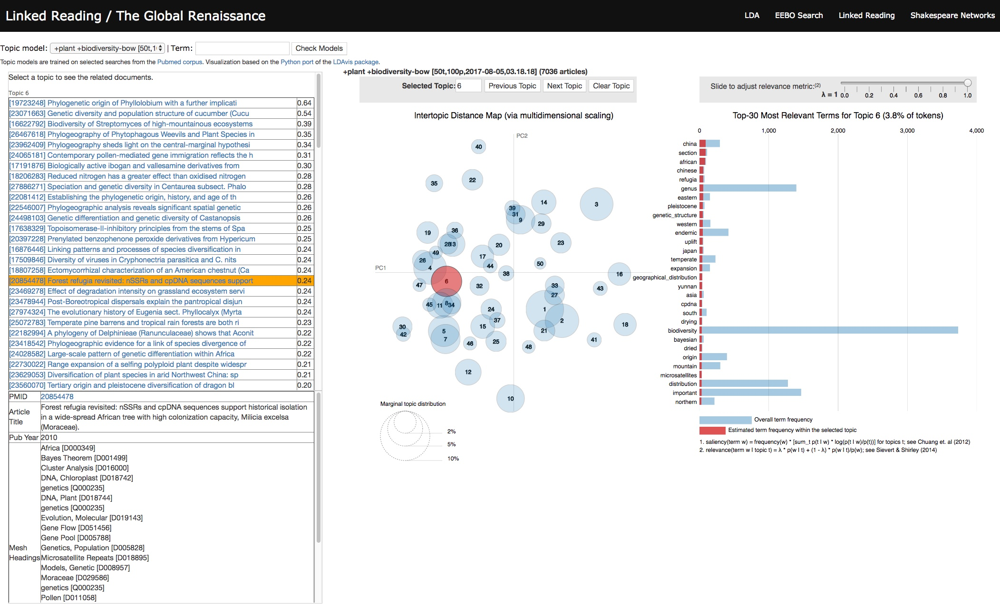 Linked Reading / The Global Renaissance
LDA EEBO Search Linked Reading Shakespeare Networks
Topic model: +plant +biodiversity-bow [50t,1 | Term: Check Models
Topic models are trained on selected searches from the Pubmed corpus. Visualization based on the Python port of the LDAvis package.
Select a topic to see the related documents.
Topic 6
[19723248] Phylogenetic origin of Phyllolobium with a further implicati 0.64
[23071663] Genetic diversity and population structure of cucumber (Cucu 0.54
[16622792] Biodiversity of Streptomyces of high-mountainous ecosystems 0.39
[26467618] Phylogeography of Phytophagous Weevils and Plant Species in 0.35
[23962409] Phylogeography sheds light on the central-marginal hypothesi 0.34
[24065181] Contemporary pollen-mediated gene immigration reflects the h 0.31
[17191876] Biologically active ibogan and vallesamine derivatives from 0.30
[18206283] Reduced nitrogen has a greater effect than oxidised nitrogen 0.28
[27886271] Speciation and genetic diversity in Centaurea subsect. Phalo 0.28
[22081412] Establishing the phylogenetic origin, history, and age of th 0.26
[22546007] Phylogeographic analysis reveals significant spatial genetic 0.26
[24498103] Genetic differentiation and genetic diversity of Castanopsis 0.26
[17638329] Topoisomerase-II-inhibitory principles from the stems of Spa 0.25
[20397228] Prenylated benzophenone peroxide derivatives from Hypericum 0.25
[16876446] Linking patterns and processes of species diversification in 0.24
[17509846] Diversity of viruses in Cryphonectria parasitica and C. nits 0.24
[18807258] Ectomycorrhizal characterization of an American chestnut (Ca 0.24
[20854478] Forest refugia revisited: nSSRs and cpDNA sequences support 0.24
[23469278] Effect of degradation intensity on grassland ecosystem servi 0.24
[23478944] Post-Boreotropical dispersals explain the pantropical disjun 0.24
[27974324] The evolutionary history of Eugenia sect. Phyllocalyx (Myrta 0.24
[25072783] Temperate pine barrens and tropical rain forests are both ri 0.23
[22182994] A phylogeny of Delphinieae (Ranunculaceae) shows that Aconit 0.22
[23418542] Phylogeographic evidence for a link of species divergence of 0.22
[24028582] Large-scale pattern of genetic differentiation within Africa 0.22
[22730022] Range expansion of a selfing polyploid plant despite widespr 0.21
[23629053] Diversification of plant species in arid Northwest China: sp 0.21
[23560070] Tertiary origin and pleistocene diversification of dragon bl 0.20
PMID 20854478
Article Title
Forest refugia revisited: nSSRs and cpDNA sequences support historical isolation
in a wide-spread African tree with high colonization capacity, Milicia excelsa
(Moraceae).
Pub Year 2010
Mesh Headings
Africa [D000349]
Bayes Theorem [D001499]
Cluster Analysis [D016000]
DNA, Chloroplast [D018742]
genetics [Q000235]
DNA, Plant [D018744]
genetics [Q000235]
Evolution, Molecular [D019143]
Gene Flow [D051456]
Gene Pool [D005788]
Genetics, Population [D005828]
Microsatellite Repeats [D018895]
Models, Genetic [D008957]
Moraceae [D029586]
genetics [Q000235]
Pollen [D011058]
+plant +biodiversity-bow [50t,100p,2017-08-05,03.18.18] (7036 articles)
Selected Topic: 6 Previous Topic Next Topic Clear Topic
Intertopic Distance Map (via multidimensional scaling)
PC2
40
35 22
14 3
39
31
9 29
19 36
28 13
20 23
49
26 17
4 44 50
PC1
38 16
47 6 32 33 43
27
45 11 8 34
24 1
37 2
30 15 18
42 5 21
7 46 25 41
48
12
10
Marginal topic distribution
2%
5%
10%
Slide to adjust relevance metric:(2)
λ = 1 0.0 0.2 0.4 0.6 0.8 1.0
Top-30 Most Relevant Terms for Topic 6 (3.8% of tokens)
0 1,000 2,000 3,000 4,000
china
section
african
chinese
refugia
genus
eastern
pleistocene
genetic_structure
western
endemic
uplift
japan
temperate
expansion
geographical_distribution
yunnan
asia
cpdna
south
drying
biodiversity
bayesian
dried
origin
mountain
microsatellites
distribution
important
northern
Overall term frequency
Estimated term frequency within the selected topic
1. saliency(term w) = frequency(w) * [sum_t p(t | w) * log(p(t | w)/p(t))] for topics t; see Chuang et. al (2012)
2. relevance(term w | topic t) = λ * p(w | t) + (1 - λ) * p(w | t)/p(w); see Sievert & Shirley (2014)